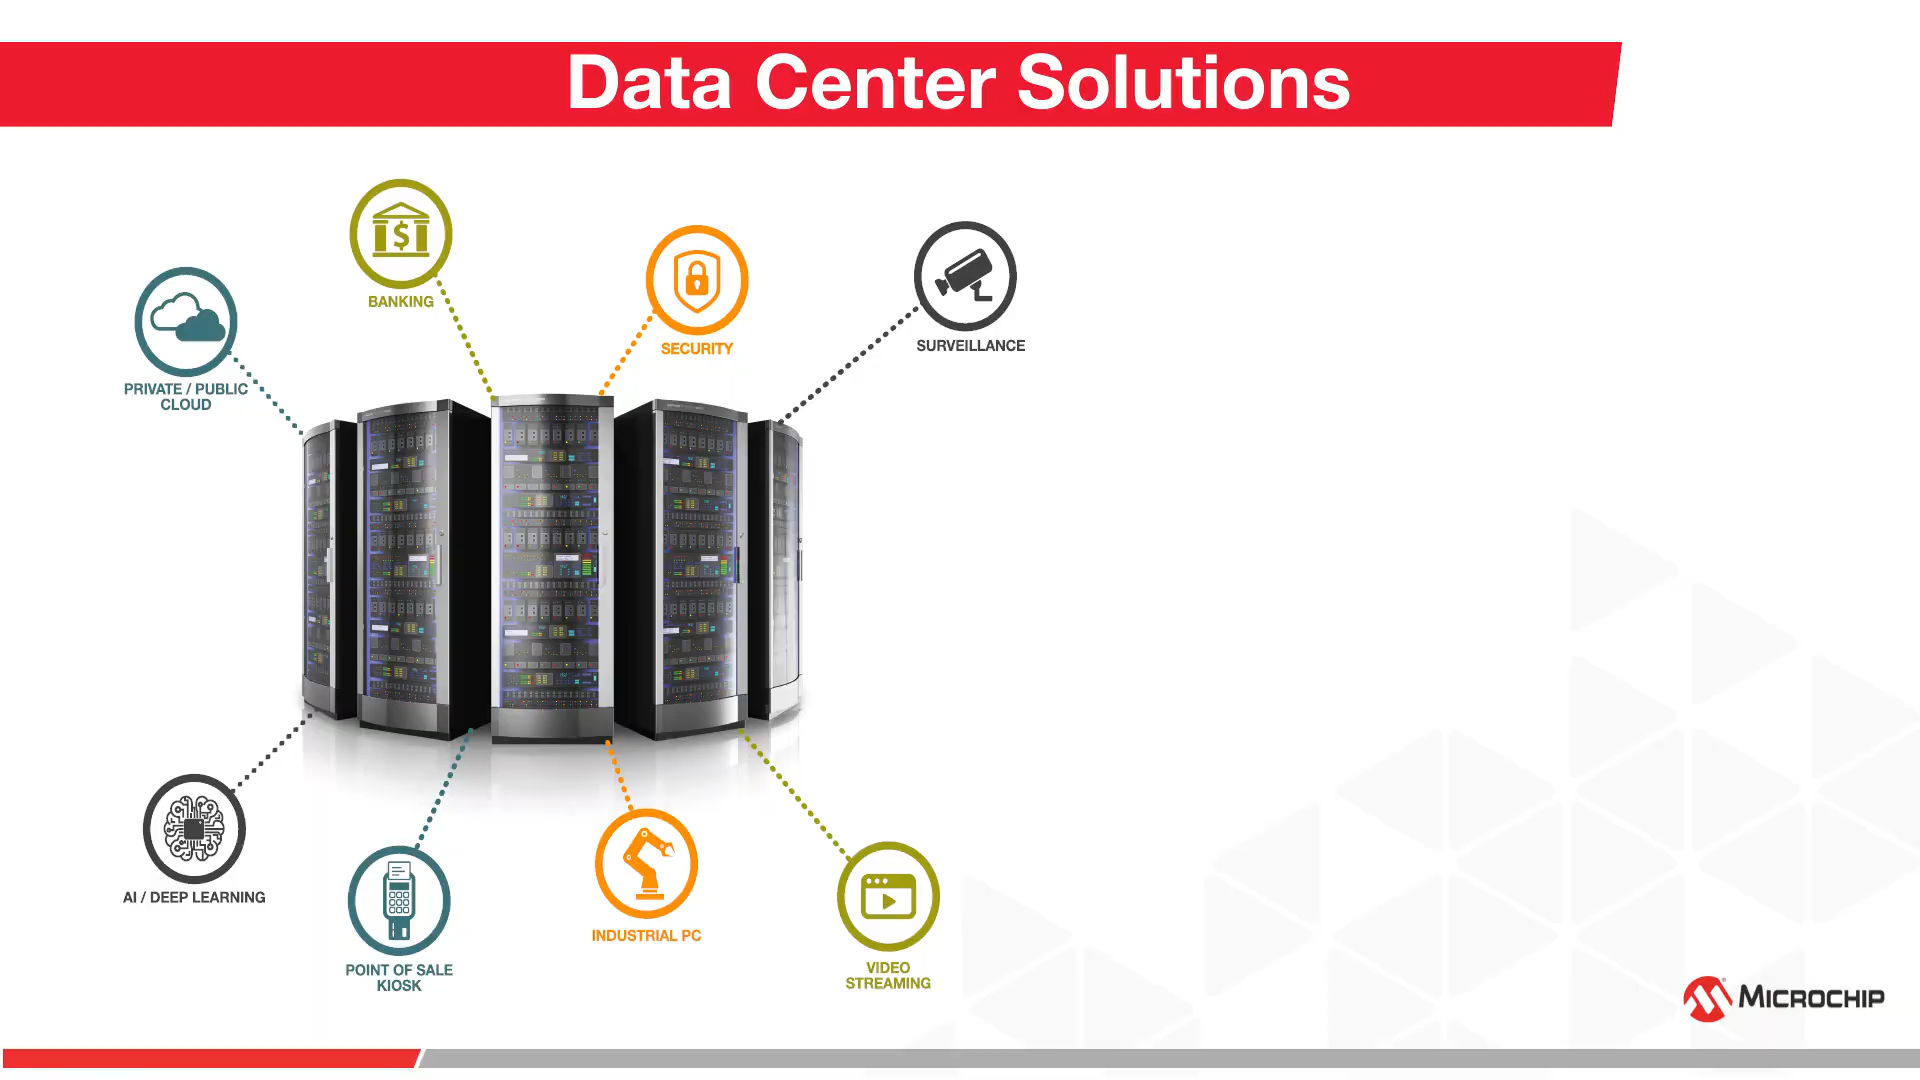 Data Center Solutions
BANKING
SECURITY
SURVEILLANCE
PRIVATE / PUBLIC
CLOUD
AI / DEEP LEARNING
POINT OF SALE
KIOSK
INDUSTRIAL PC
VIDEO
STREAMING
MICROCHIP